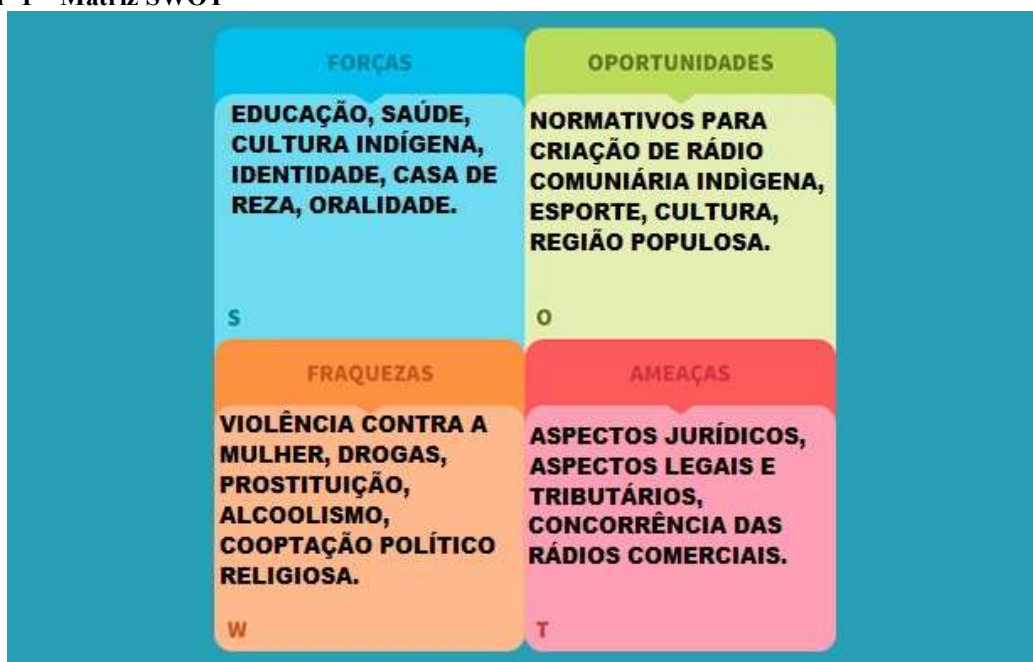 1 – Matriz SWOT
FORÇAS
EDUCAÇÃO, SAÚDE,
CULTURA INDÍGENA,
IDENTIDADE, CASA DE
REZA, ORALIDADE.
S
OPORTUNIDADES
NORMATIVOS PARA
CRIAÇÃO DE RÁDIO
COMUNIÁRIA INDÌGENA,
ESPORTE, CULTURA,
REGIÃO POPULOSA.
O
FRAQUEZAS
VIOLÊNCIA CONTRA A
MULHER, DROGAS,
PROSTITUIÇÃO,
ALCOOLISMO,
COOPTAÇÃO POLÍTICO
RELIGIOSA.
W
AMEAÇAS
ASPECTOS JURÍDICOS,
ASPECTOS LEGAIS E
TRIBUTÁRIOS,
CONCORRÊNCIA DAS
RÁDIOS COMERCIAIS.
T